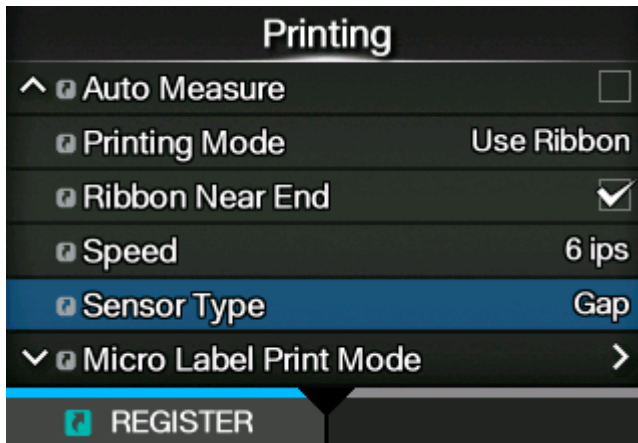 Printing
Auto Measure
Printing Mode Use Ribbon
Ribbon Near End
Speed 6 ips
Sensor Type Gap
Micro Label Print Mode
REGISTER